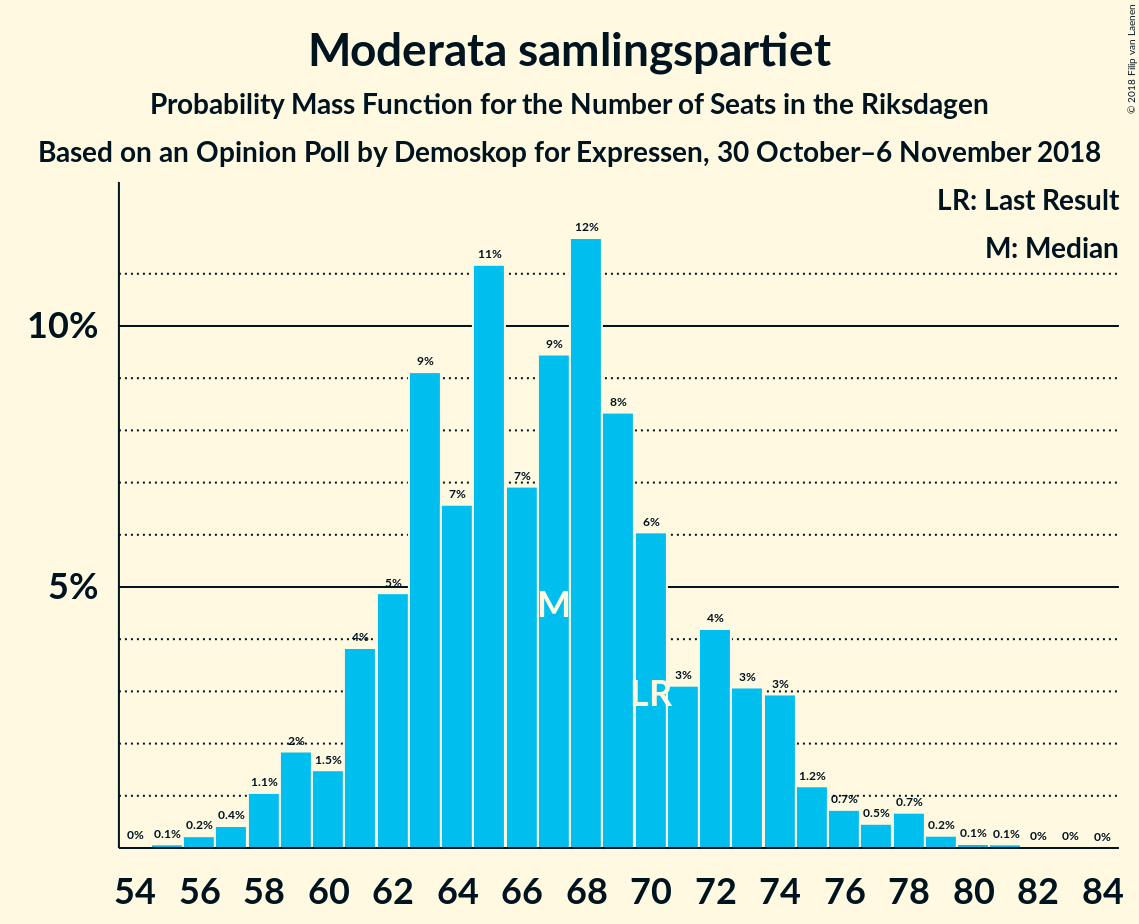 Moderata samlingspartiet
Probability Mass Function for the Number of Seats in the Riksdagen
Based on an Opinion Poll by Demoskop for Expressen, 30 October–6 November 2018
© 2018 Filip van Laenen
LR: Last Result
M: Median
10%
5%
0% 0.1% 0.2% 0.4% 1.1% 2% 1.5% 4% 5% 9% 7% 11% 7% 9% 12% 8% 6% 3% 4% 3% 3% 1.2% 0.7% 0.5% 0.7% 0.2% 0.1% 0.1% 0% 0% 0%
M
LR
54 56 58 60 62 64 66 68 70 72 74 76 78 80 82 84